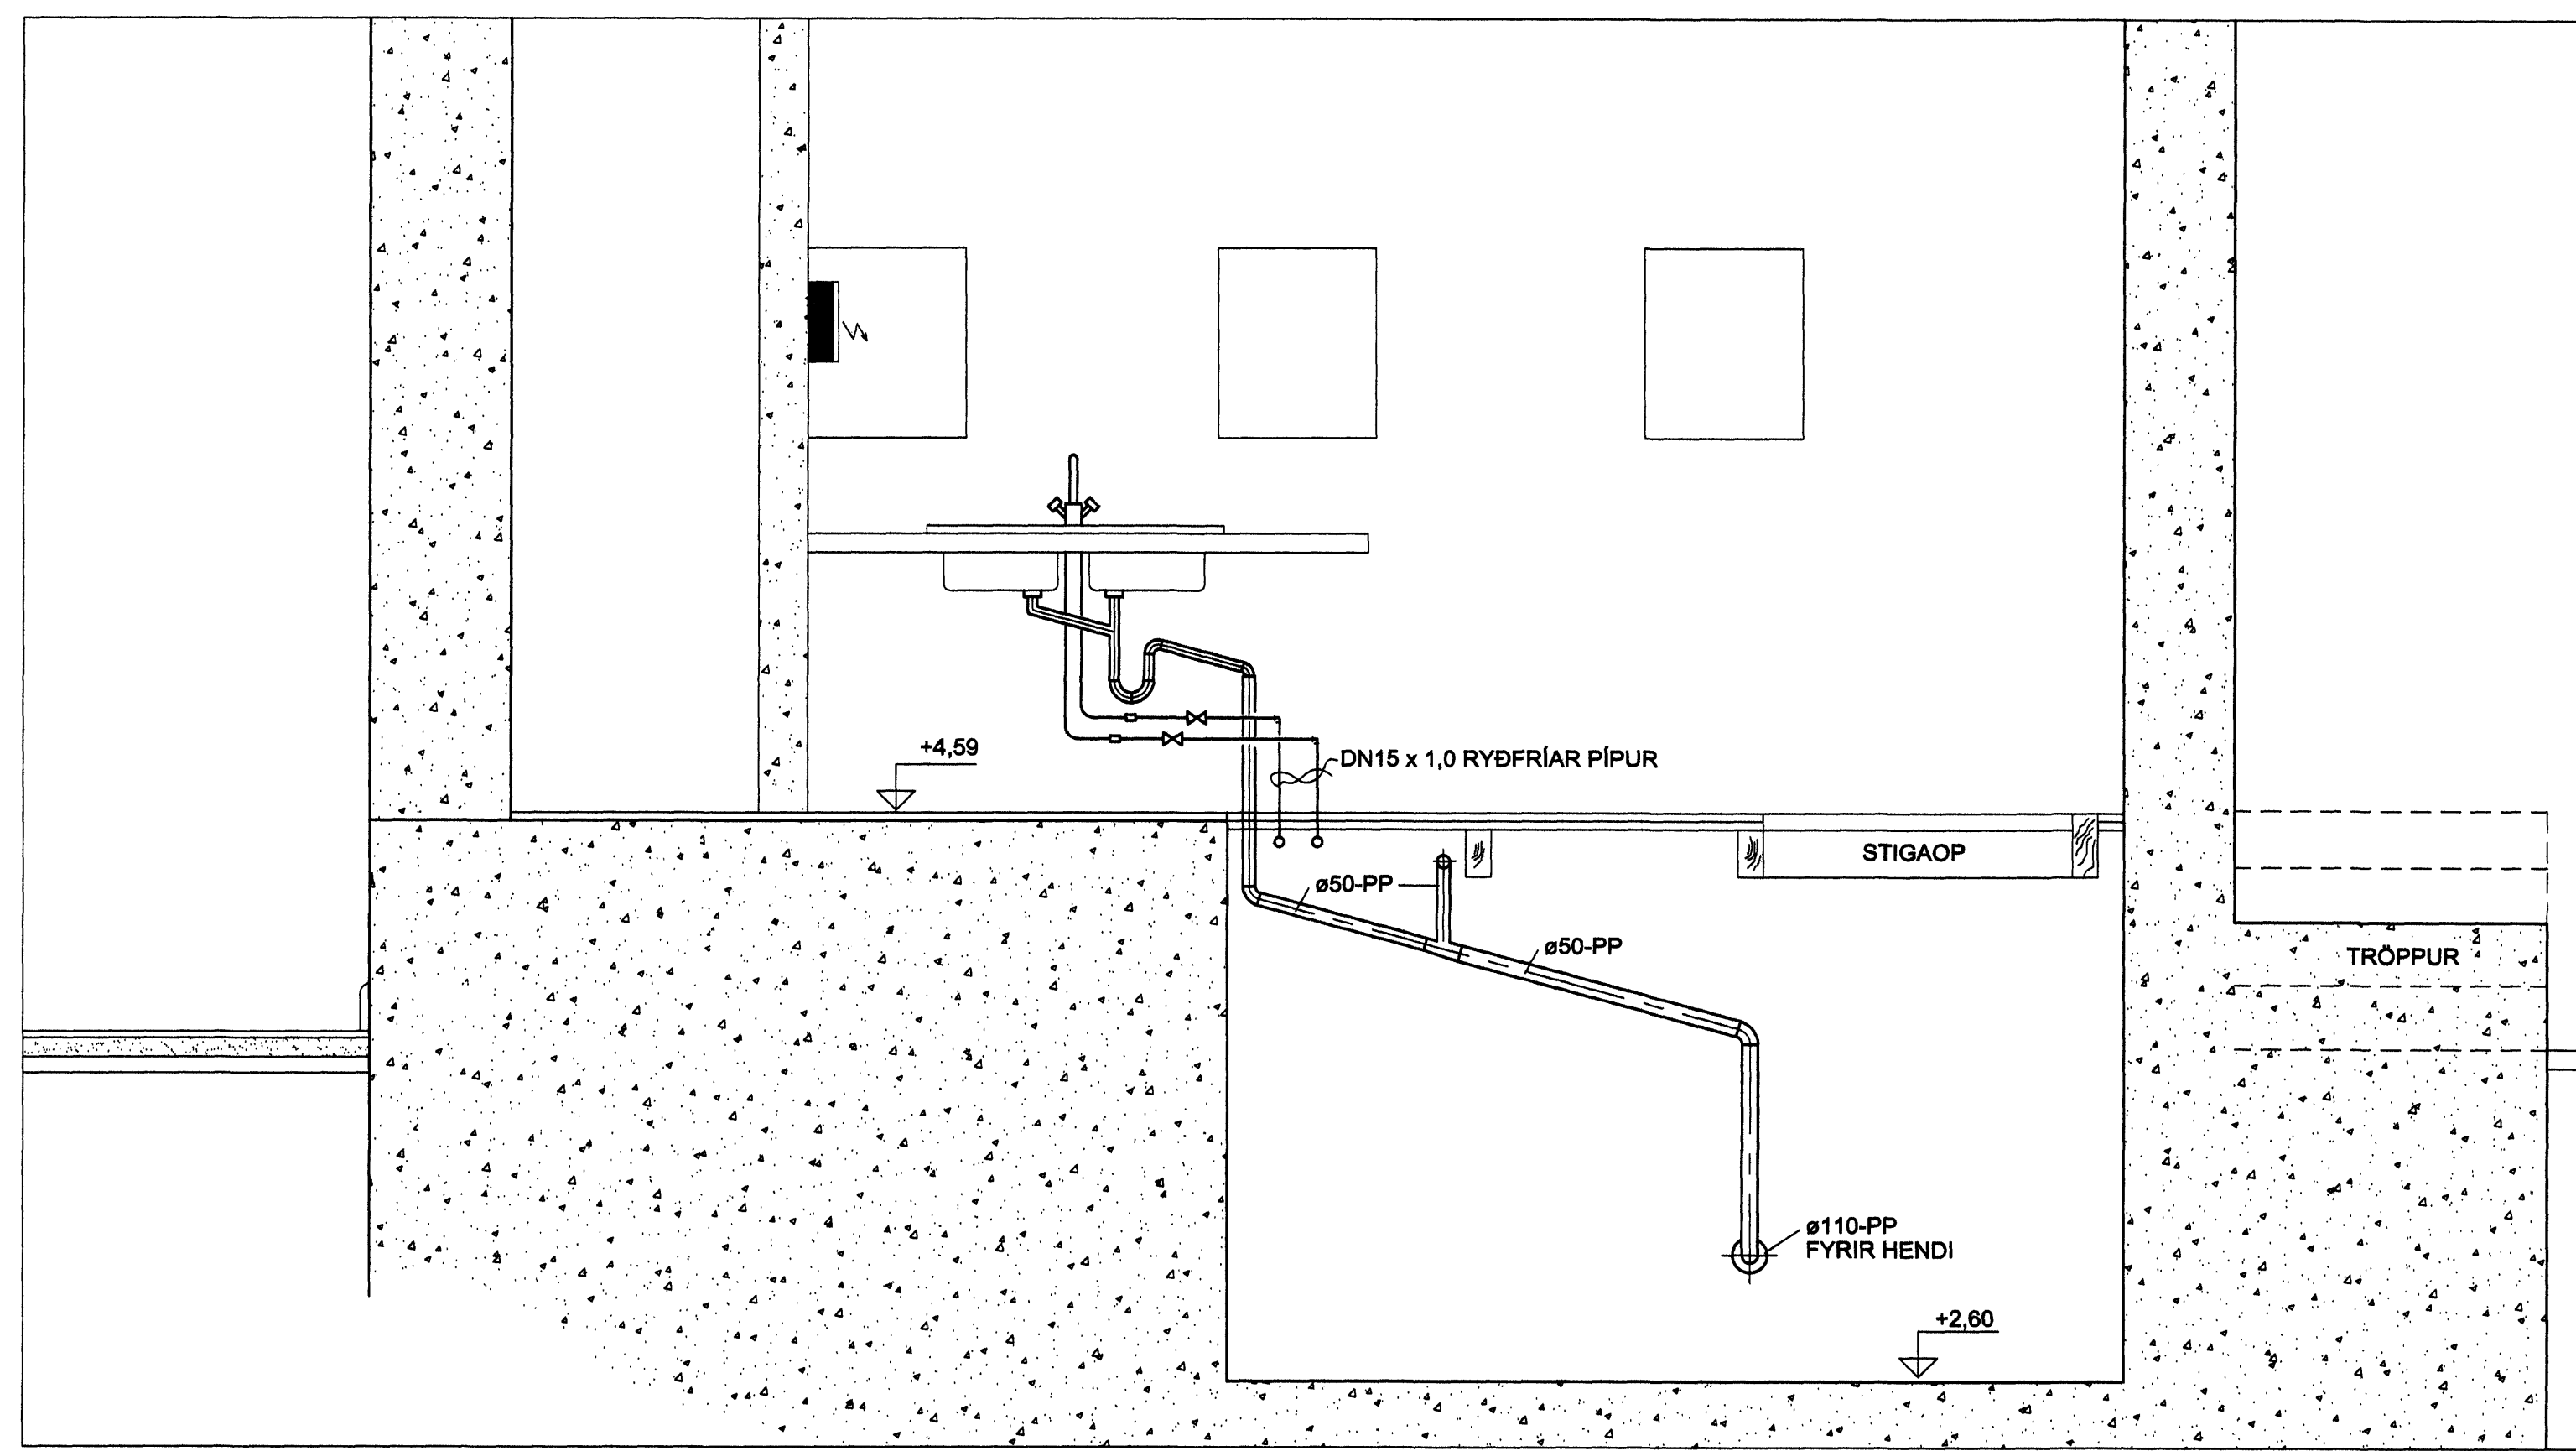 +4,59
DN15 x 1,0 RYÐFRÍAR PÍPUR
STIGAOP
ø50-PP
ø50-PP
TRÖPPUR
ø110-PP
FYRIR HENDI
+2,60